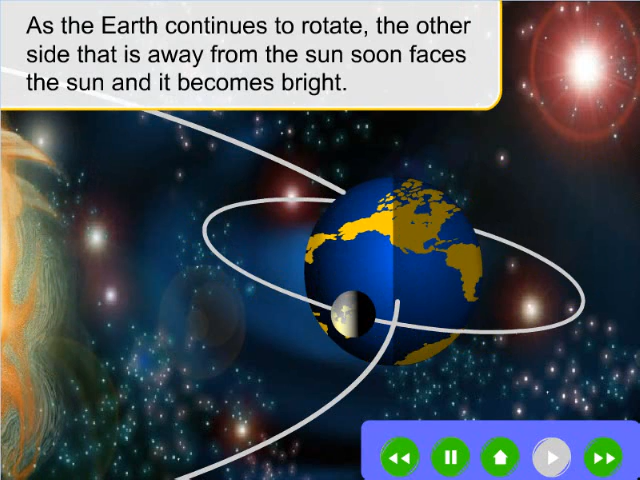 As the Earth continues to rotate, the other
side that is away from the sun soon faces
the sun and it becomes bright.